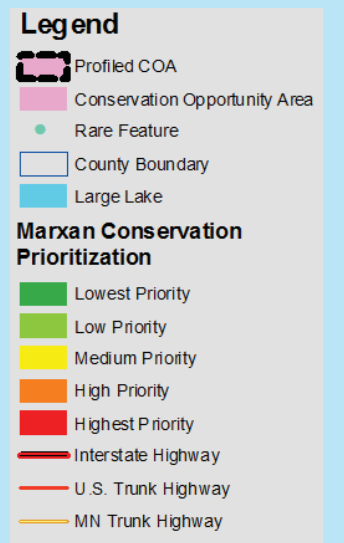 Legend
Profiled COA
Conservation Opportunity Area
Rare Feature
County Boundary
Large Lake
Marxan Conservation
Prioritization
Lowest Priority
Low Priority
Medium Priority
High Priority
Highest Priority
Interstate Highway
U.S. Trunk Highway
MN Trunk Highway